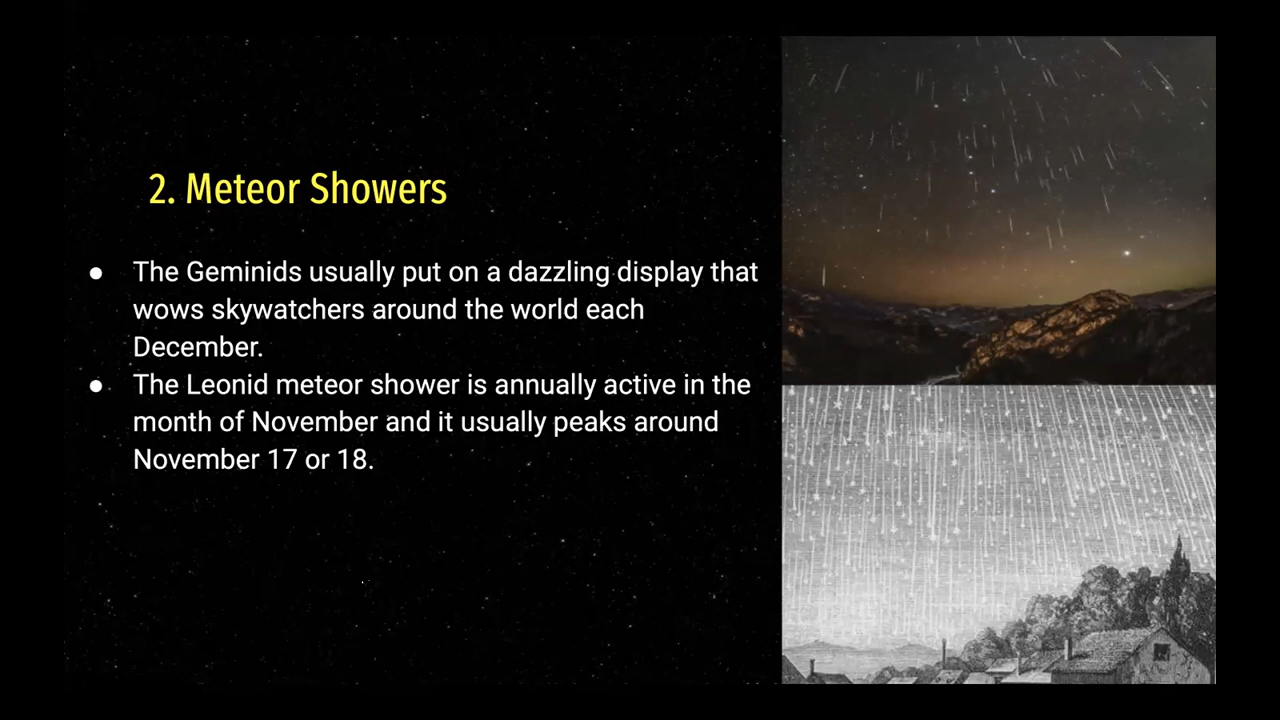 2. Meteor Showers
● The Geminids usually put on a dazzling display that
wows skywatchers around the world each
December.
● The Leonid meteor shower is annually active in the
month of November and it usually peaks around
November 17 or 18.